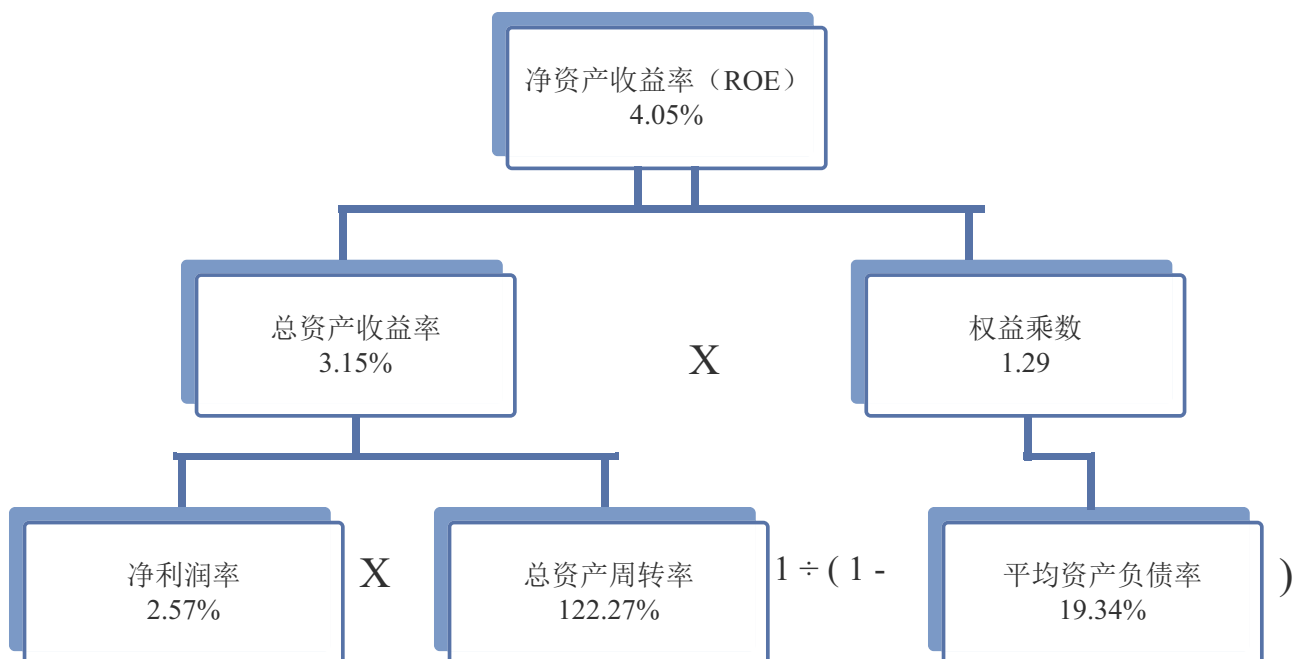 净资产收益率（ROE）
4.05%
总资产收益率
3.15%
X
权益乘数
1.29
净利润率
2.57%
X
总资产周转率
122.27%
1 ÷ ( 1 -
平均资产负债率
19.34%
)